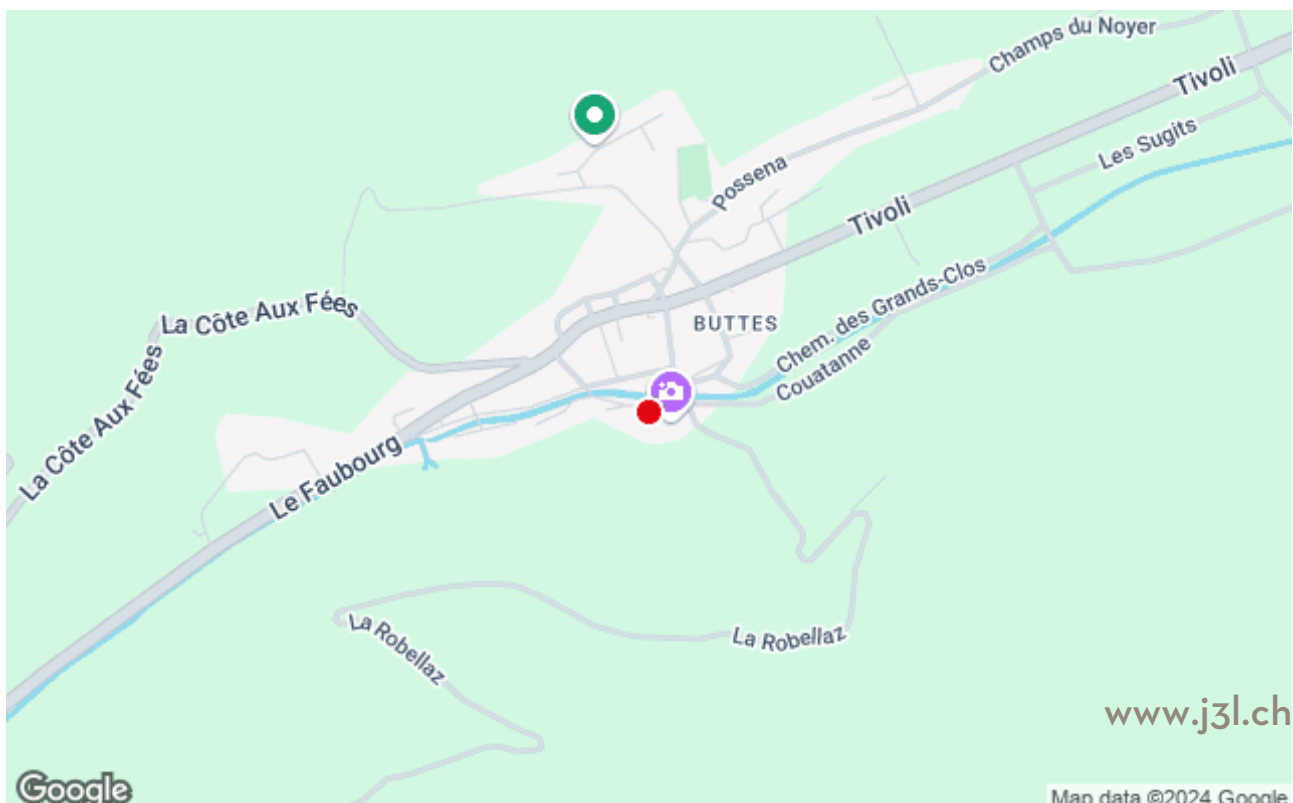 Champs du Noyer
Tivoli
Les Sugits
Possena
Tivoli
La Côte Aux Fées
BUTTES
Chem. des Grands-Clos
Couatanne
La Côte Aux Fées
Le Faubourg
La Robellaz
La Robellaz
www.j3l.ch
Google
Map data ©2024 Google